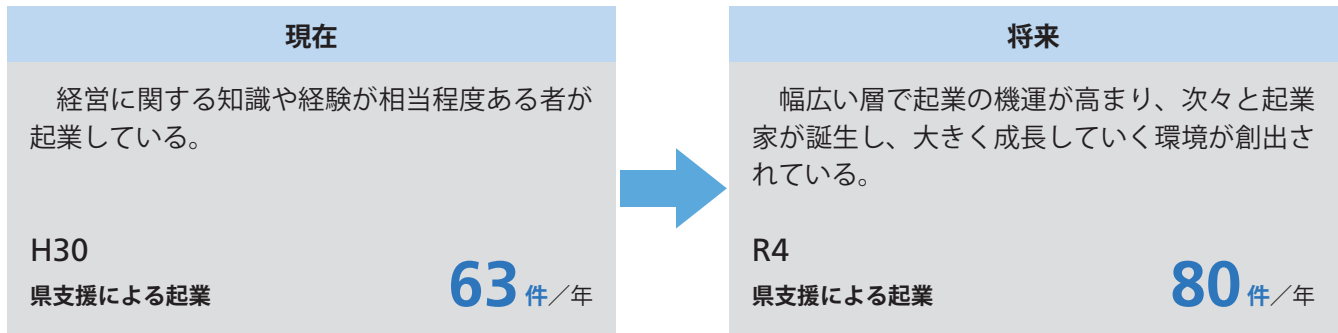 現在
経営に関する知識や経験が相当程度ある者が
起業している。
H30
県支援による起業
63件／年
将来
幅広い層で起業の機運が高まり、次々と起業
家が誕生し、大きく成長していく環境が創出さ
れている。
R4
県支援による起業
80件／年